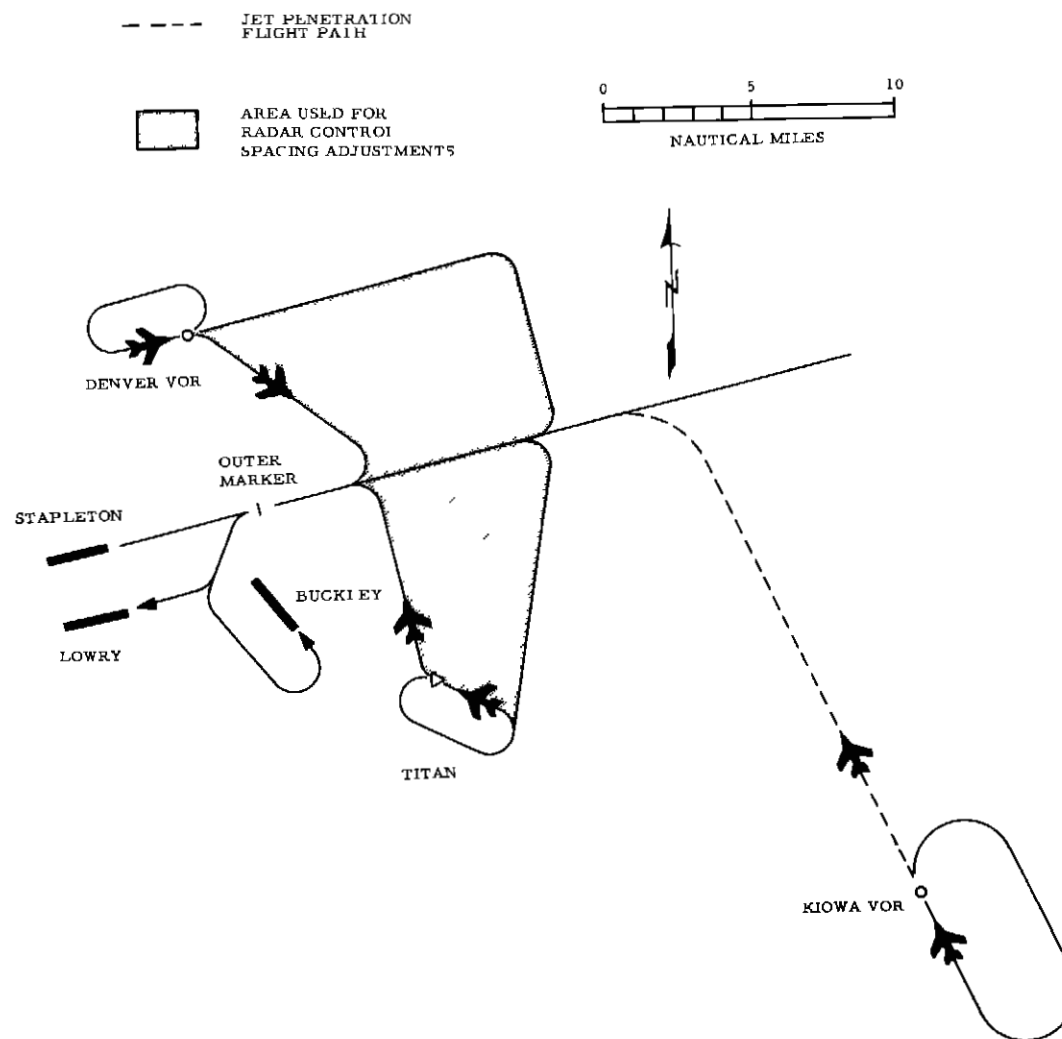 JET PENETRATION
FLIGHT PATH
AREA USED FOR
RADAR CONTROL
SPACING ADJUSTMENTS
0 5 10
NAUTICAL MILES
N
DENVER VOR
OUTER
MARKER
STAPLETON
BUCKLEY
LOWRY
TITAN
KIOWA VOR